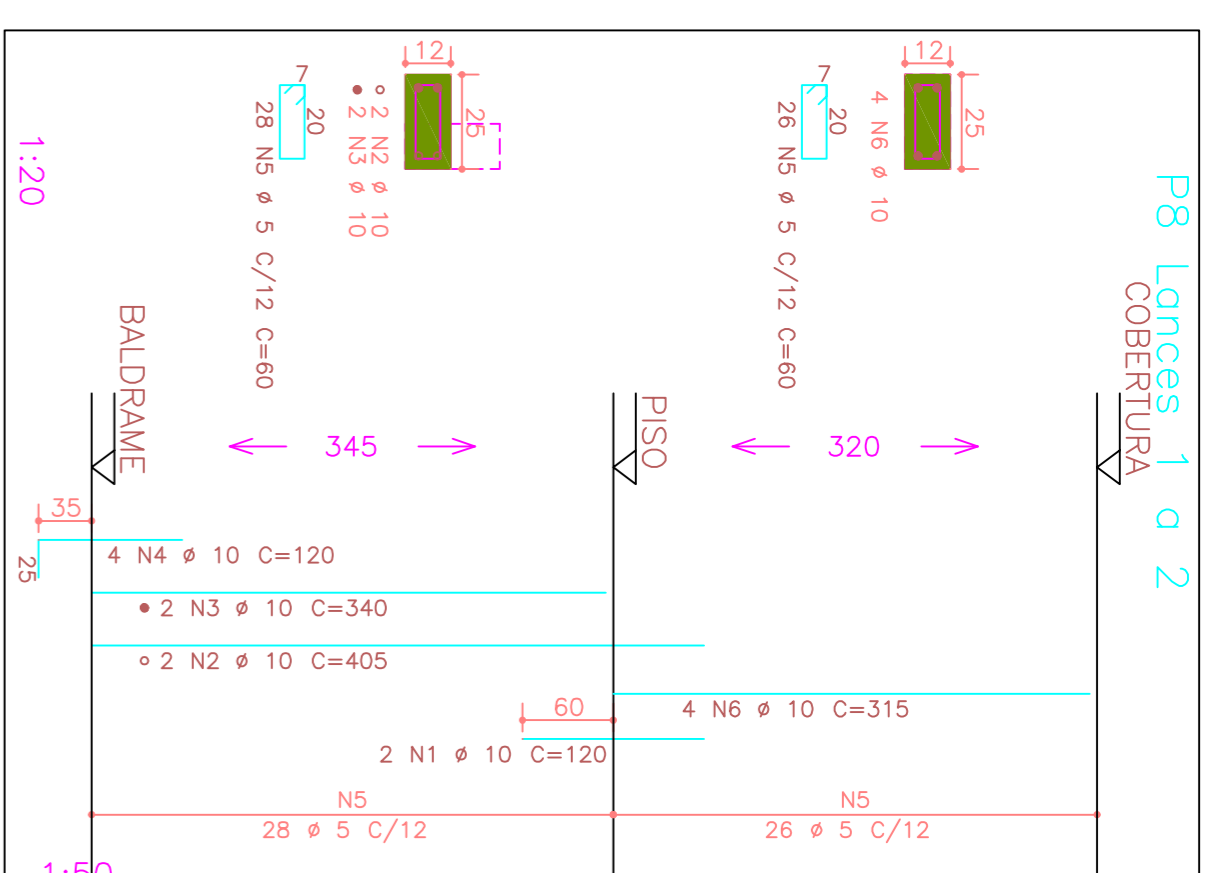 P8 Lances 1 a 2
COBERTURA
12
25
4 N6 ø 10
7
20
26 N5 ø 5 C/12 C=60
320
PISO
12
25
2 N2 ø 10
2 N3 ø 10
7
20
28 N5 ø 5 C/12 C=60
345
BALDRAME
1:20
35
25
4 N4 ø 10 C=120
2 N3 ø 10 C=340
2 N2 ø 10 C=405
4 N6 ø 10 C=315
60
2 N1 ø 10 C=120
N5
28 ø 5 C/12
N5
26 ø 5 C/12
1:50